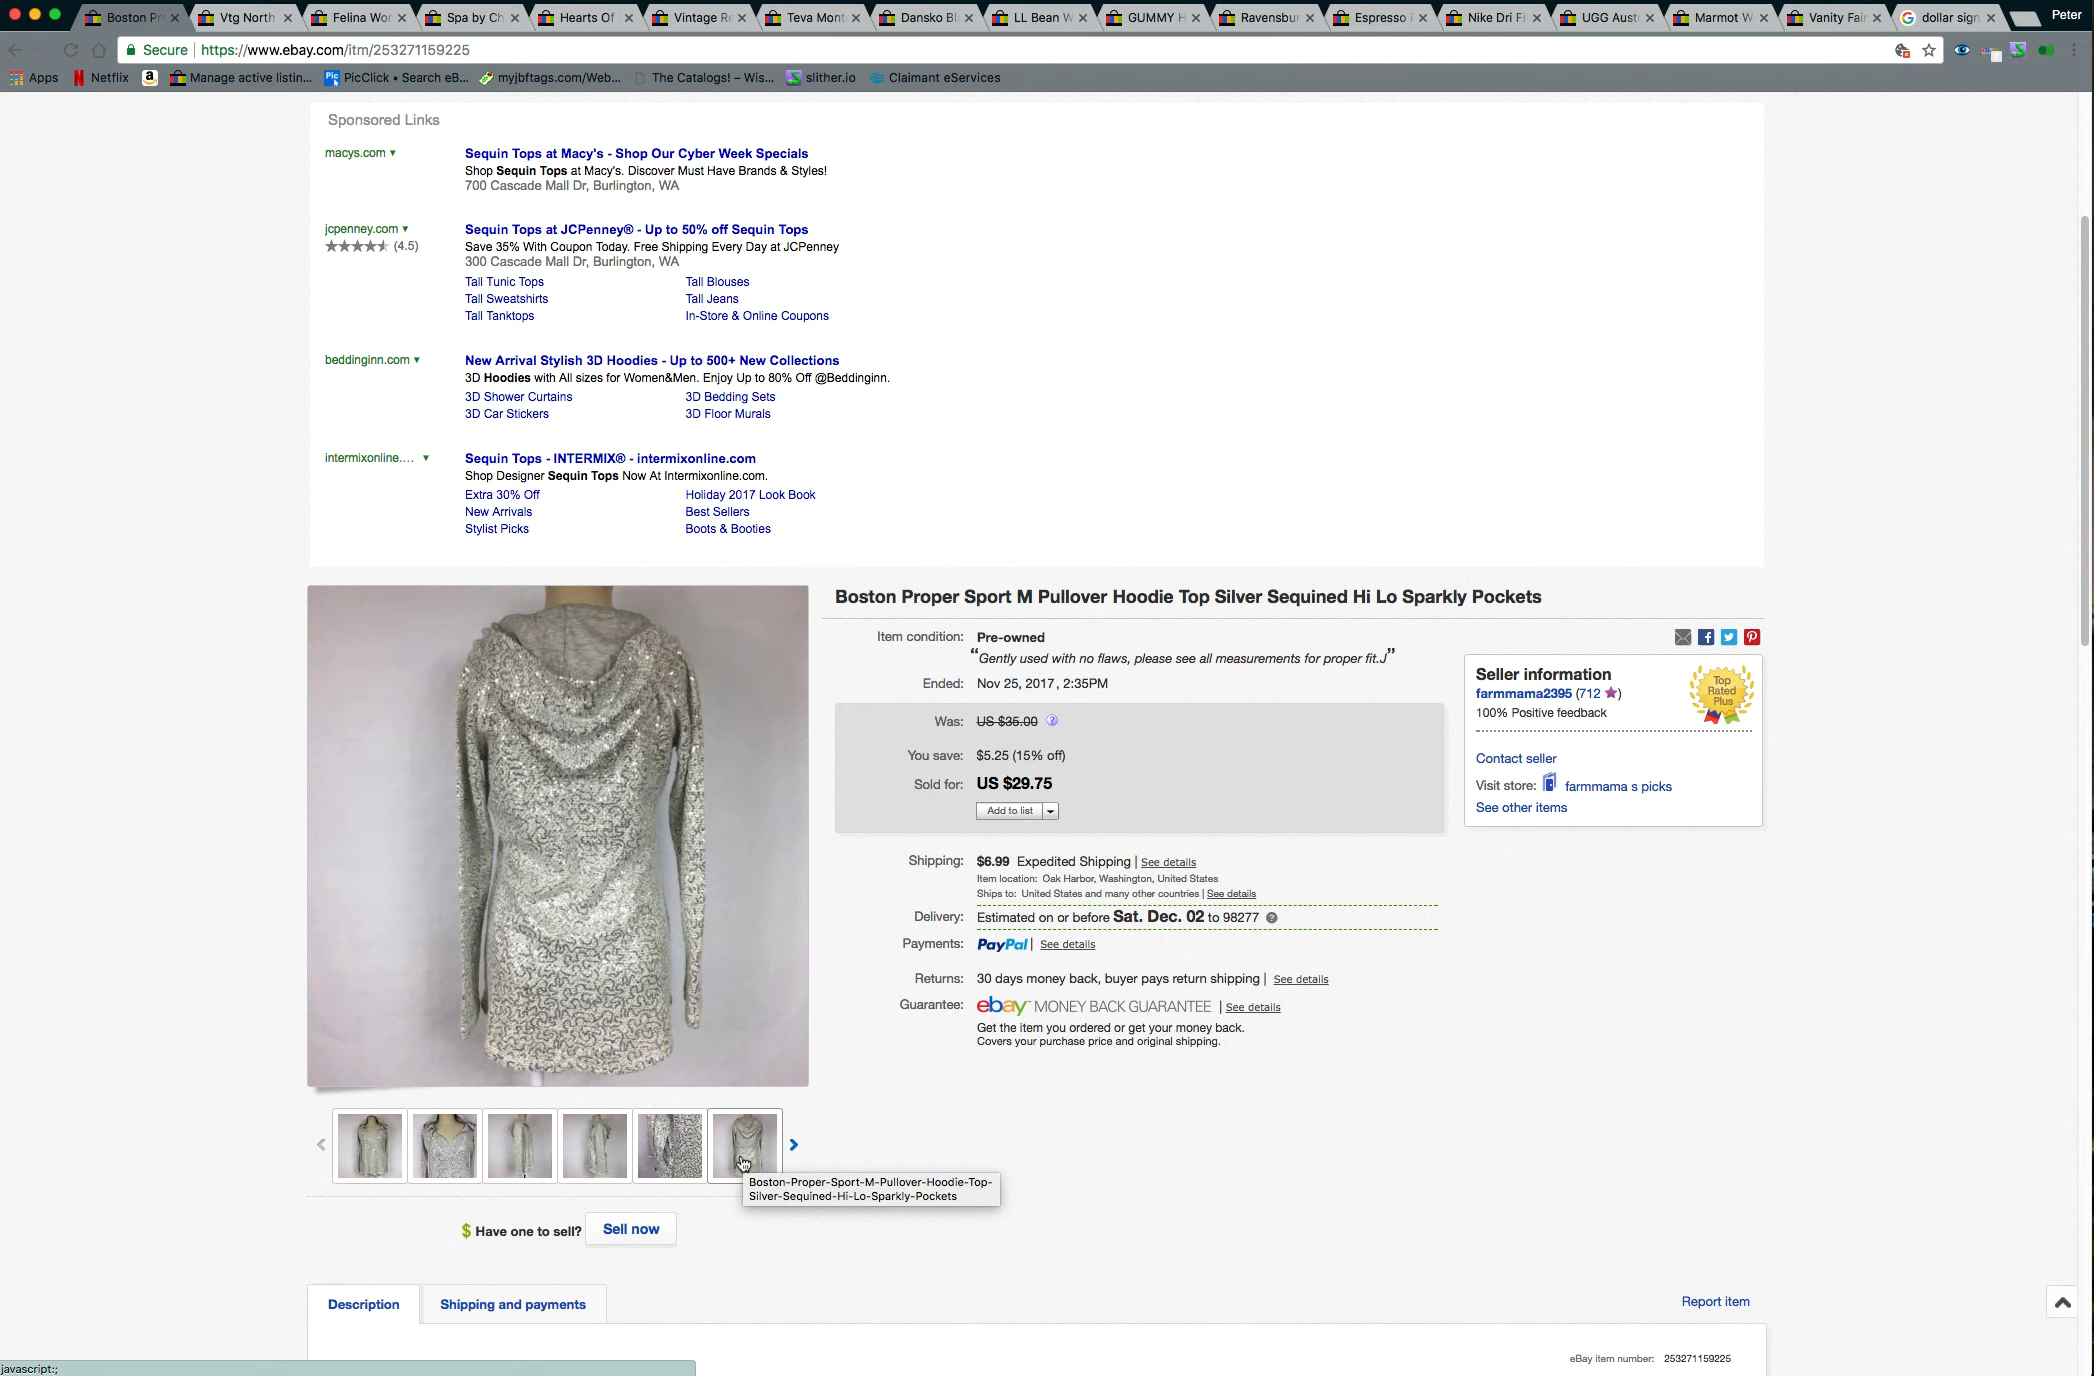 Boston Pr
Vtg North
Felina Wor
Spa by Ch
Hearts Of
Vintage Re
Teva Mont
Dansko Bl
LL Bean W
GUMMY H
Ravensbur
Espresso
Nike Dri Fi
UGG Aust
Marmot W
Vanity Fair
dollar sign
Peter
Secure
https://www.ebay.com/itm/253271159225
Apps
Netflix
Manage active listin...
PicClick • Search eB...
myjbftags.com/Web...
The Catalogs! – Wis...
slither.io
Claimant eServices
Sponsored Links
macys.com
Sequin Tops at Macy's - Shop Our Cyber Week Specials
Shop Sequin Tops at Macy's. Discover Must Have Brands & Styles!
700 Cascade Mall Dr, Burlington, WA
jcpenney.com
(4.5)
Sequin Tops at JCPenney® - Up to 50% off Sequin Tops
Save 35% With Coupon Today. Free Shipping Every Day at JCPenney
300 Cascade Mall Dr, Burlington, WA
Tall Tunic Tops
Tall Blouses
Tall Sweatshirts
Tall Jeans
Tall Tanktops
In-Store & Online Coupons
beddinginn.com
New Arrival Stylish 3D Hoodies - Up to 500+ New Collections
3D Hoodies with All sizes for Women&Men. Enjoy Up to 80% Off @Beddinginn.
3D Shower Curtains
3D Bedding Sets
3D Car Stickers
3D Floor Murals
intermixonline....
Sequin Tops - INTERMIX® - intermixonline.com
Shop Designer Sequin Tops Now At Intermixonline.com.
Extra 30% Off
Holiday 2017 Look Book
New Arrivals
Best Sellers
Stylist Picks
Boots & Booties
Boston Proper Sport M Pullover Hoodie Top Silver Sequined Hi Lo Sparkly Pockets
Item condition: Pre-owned
“Gently used with no flaws, please see all measurements for proper fit.J”
Ended: Nov 25, 2017 , 2:35PM
Was: US $35.00
You save: $5.25 (15% off)
Sold for: US $29.75
Add to list
Shipping: $6.99 Expedited Shipping | See details
Item location: Oak Harbor, Washington, United States
Ships to: United States and many other countries | See details
Delivery: Estimated on or before Sat. Dec. 02 to 98277
Payments: PayPal | See details
Returns: 30 days money back, buyer pays return shipping | See details
Guarantee: ebay MONEY BACK GUARANTEE | See details
Get the item you ordered or get your money back.
Covers your purchase price and original shipping.
Seller information
farmmama2395 (712)
100% Positive feedback
Top
Rated
Plus
Contact seller
Visit store: farmmama s picks
See other items
Boston-Proper-Sport-M-Pullover-Hoodie-Top-
Silver-Sequined-Hi-Lo-Sparkly-Pockets
$ Have one to sell? Sell now
Description
Shipping and payments
Report item
eBay item number: 253271159225
javascript:;